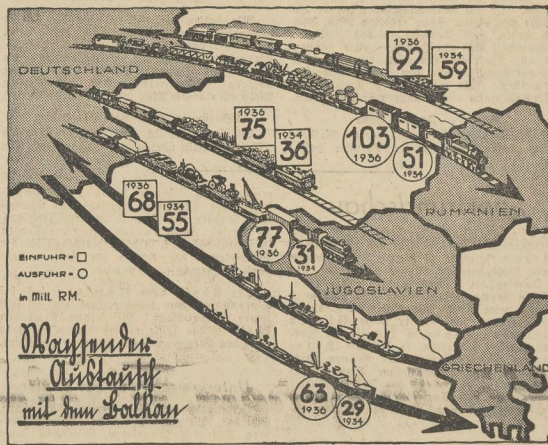 DEUTSCHLAND
1936
92
1934
59
1936
75
1934
36
103
1936
51
1934
RUMÄNIEN
1936
68
1934
55
77
1936
31
1934
JUGOSLAVIEN
EINFUHR = □
AUSFUHR = ○
in Mill. RM.
Wachsender
Austausch
mit dem Balkan
GRIECHENLAND
63
1936
29
1934